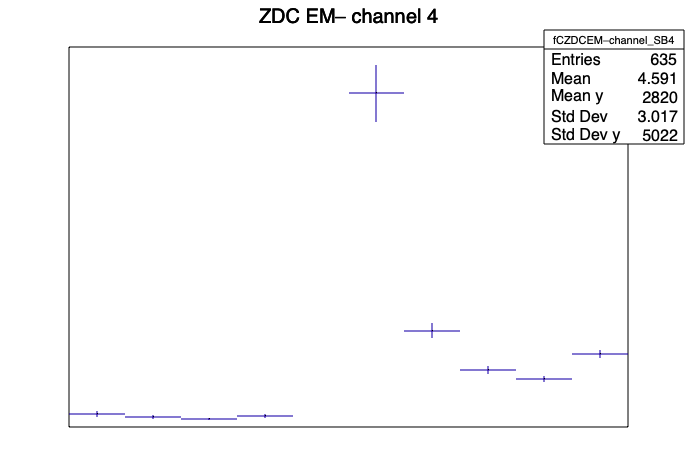 ZDC EM– channel 4
fCZDCEM–channel_SB4
Entries 635
Mean 4.591
Mean y 2820
Std Dev 3.017
Std Dev y 5022